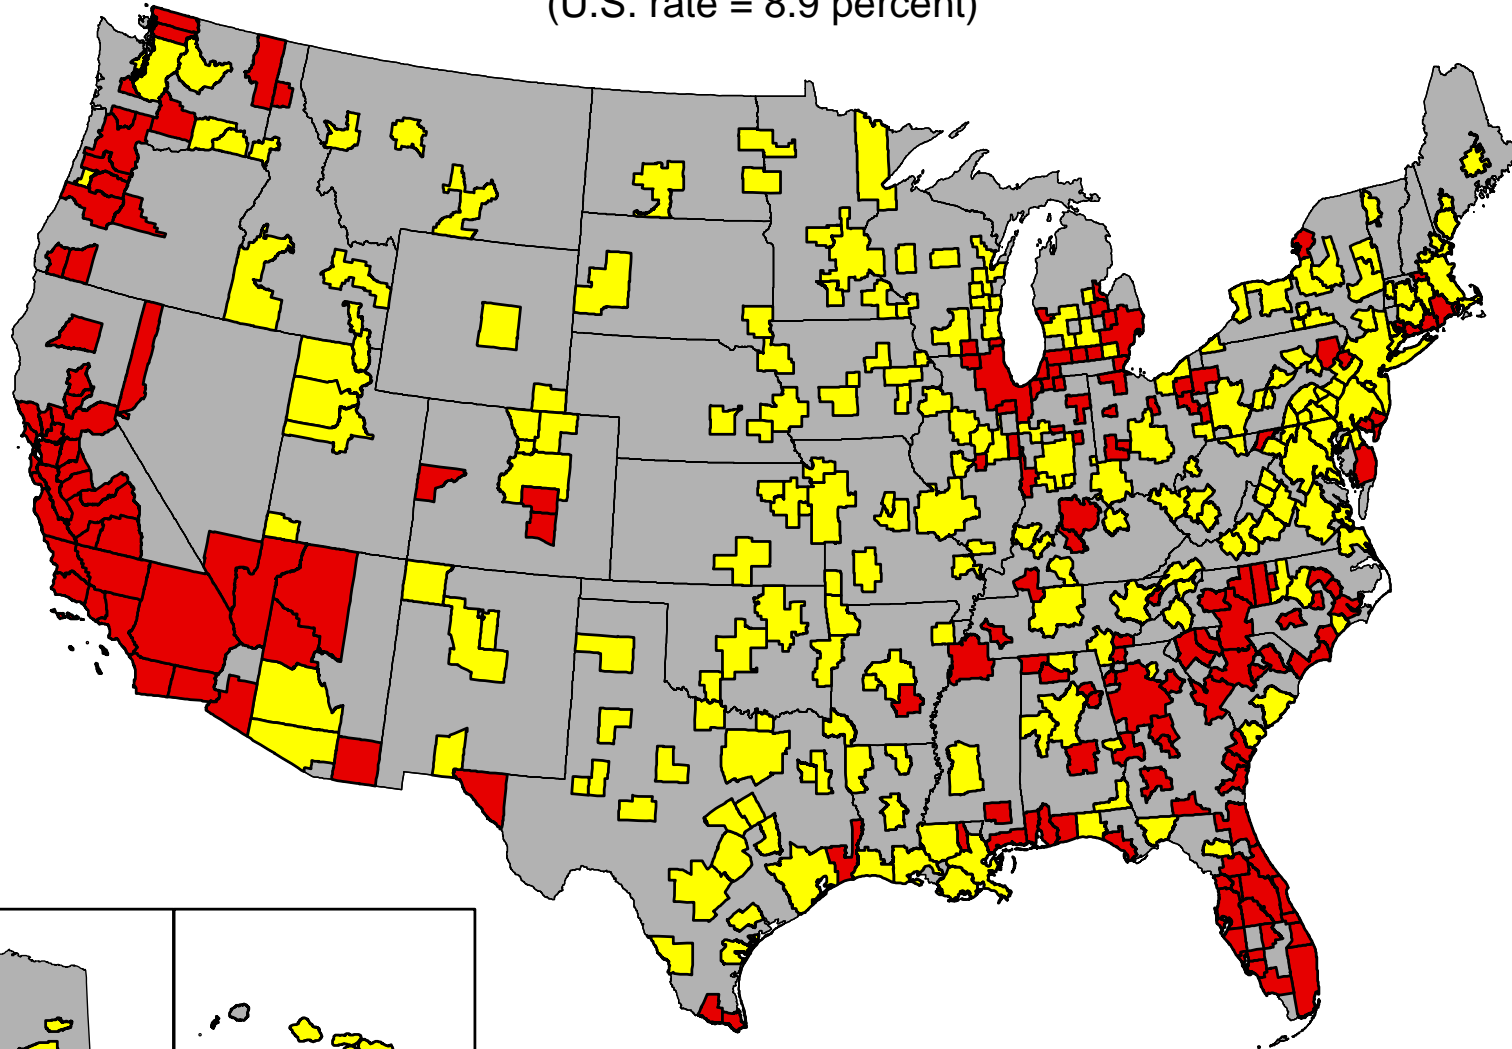 (U.S. rate = 8.9 percent)